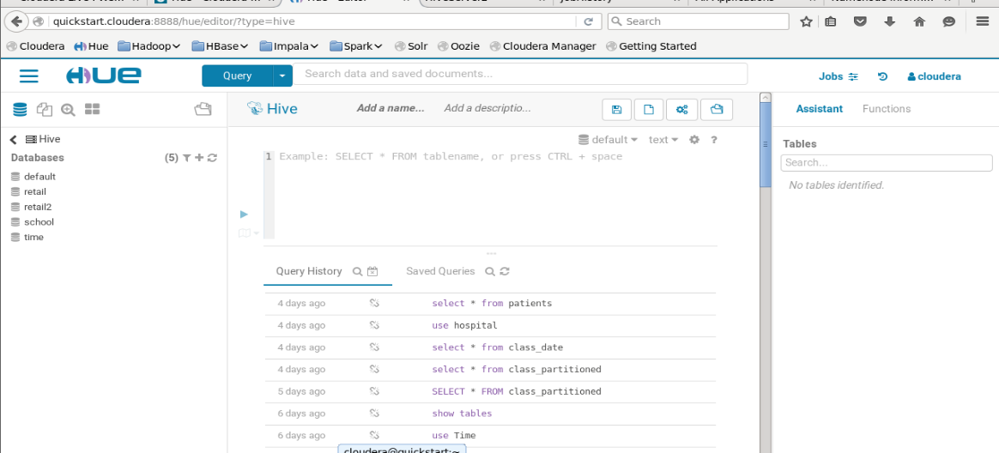 quickstart.cloudera:8888/hue/editor/?type=hive
Search
Cloudera Hue Hadoop HBase Impala Spark Solr Oozie Cloudera Manager Getting Started
HUE
Query
Search data and saved documents...
Jobs
cloudera
Hive
Add a name...
Add a descriptio...
Assistant
Functions
Hive
Databases
(5)
default
retail
retail2
school
time
default
text
?
1 Example: SELECT * FROM tablename, or press CTRL + space
Tables
Search...
No tables identified.
Query History
Saved Queries
4 days ago select * from patients
4 days ago use hospital
4 days ago select * from class_date
4 days ago select * from class_partitioned
5 days ago SELECT * FROM class_partitioned
6 days ago show tables
6 days ago use Time
cloudera@quickstart:~